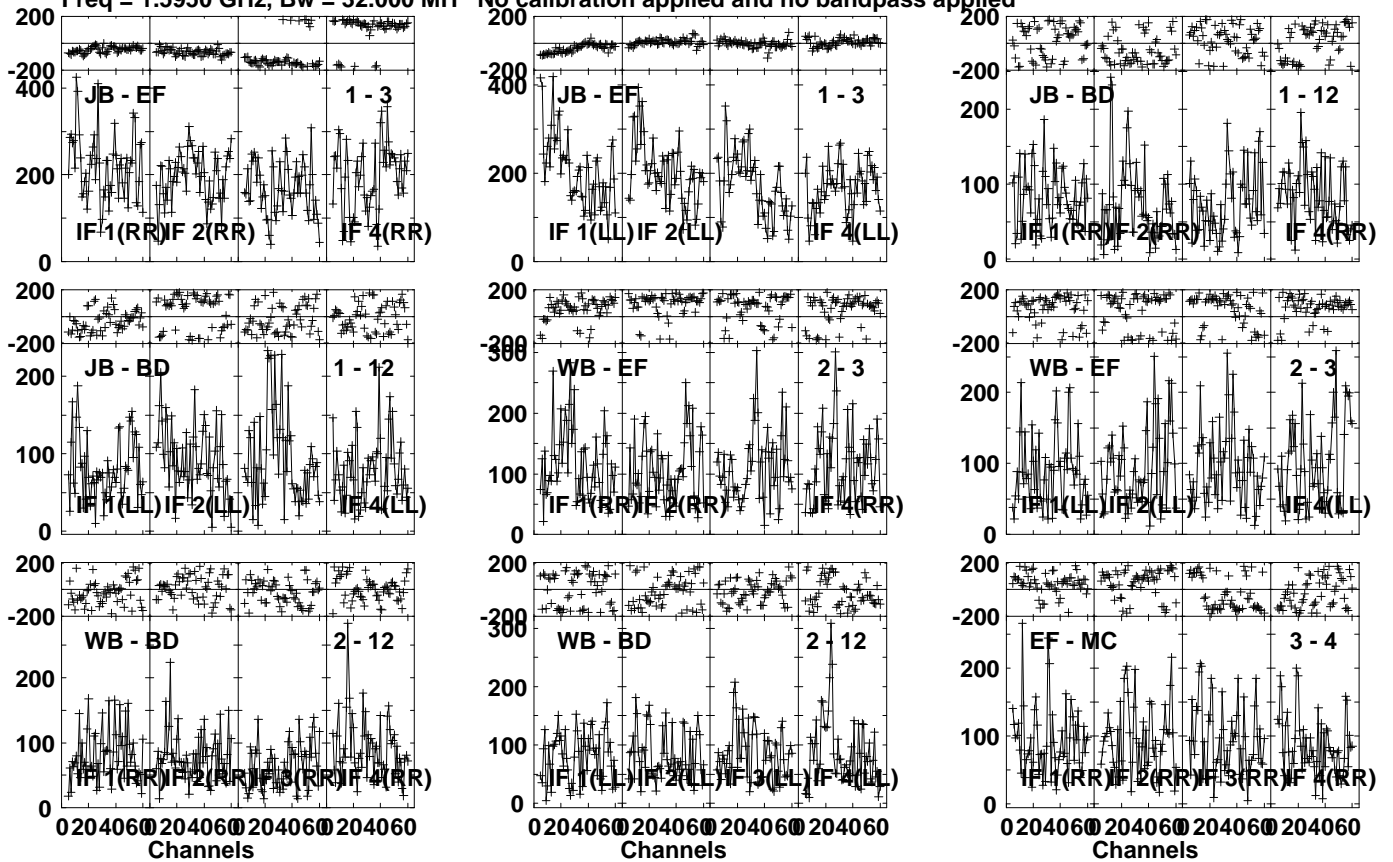 Freq = 1.5950 GHz, Bw = 32.000 MH No calibration applied and no bandpass applied
200
-200
400
200
0
JB - EF 1 - 3
IF 1(RR) IF 2(RR) IF 4(RR)
200
-200
400
200
0
JB - EF 1 - 3
IF 1(LL) IF 2(LL) IF 4(LL)
200
-200
200
100
0
JB - BD 1 - 12
IF 1(RR) IF 2(RR) IF 4(RR)
200
-200
200
100
0
JB - BD 1 - 12
IF 1(LL) IF 2(LL) IF 4(LL)
200
-200
300
200
100
0
WB - EF 2 - 3
IF 1(RR) IF 2(RR) IF 4(RR)
200
-200
200
100
0
WB - EF 2 - 3
IF 1(LL) IF 2(LL) IF 4(LL)
200
-200
200
100
0
WB - BD 2 - 12
IF 1(RR) IF 2(RR) IF 3(RR) IF 4(RR)
0 20 40 60 0 20 40 60 0 20 40 60 0 20 40 60
Channels
200
-200
300
200
100
0
WB - BD 2 - 12
IF 1(LL) IF 2(LL) IF 3(LL) IF 4(LL)
0 20 40 60 0 20 40 60 0 20 40 60 0 20 40 60
Channels
200
-200
200
100
0
EF - MC 3 - 4
IF 1(RR) IF 2(RR) IF 3(RR) IF 4(RR)
0 20 40 60 0 20 40 60 0 20 40 60 0 20 40 60
Channels